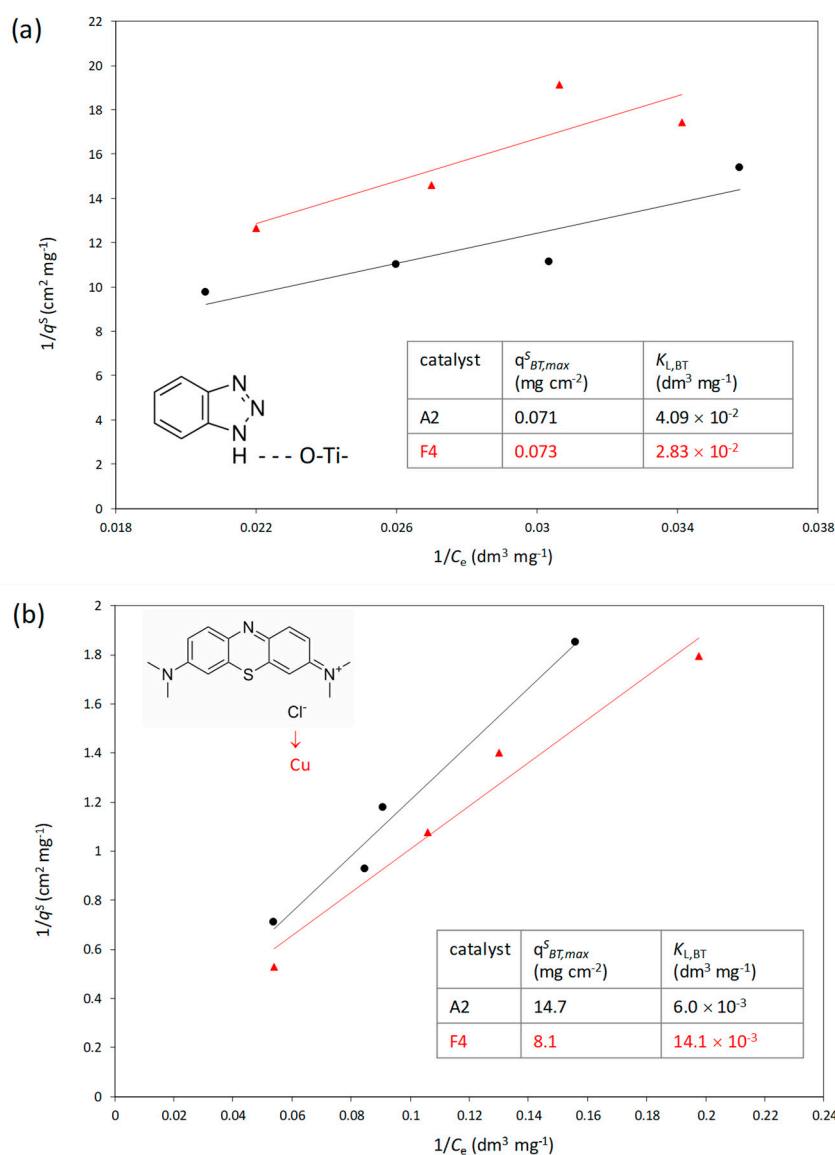 (a)
22
20
18
16
14
12
10
8
6
4
2
0
1/qˢ (cm² mg⁻¹)
N
N
N
H --- O-Ti-
catalyst qˢBT,max (mg cm⁻²) KL,BT (dm³ mg⁻¹)
A2 0.071 4.09 × 10⁻²
F4 0.073 2.83 × 10⁻²
0.018 0.022 0.026 0.03 0.034 0.038
1/Ce (dm³ mg⁻¹)
(b)
2
1.8
1.6
1.4
1.2
1
0.8
0.6
0.4
0.2
0
1/qˢ (cm² mg⁻¹)
N
N S N⁺
Cl⁻
↓
Cu
catalyst qˢBT,max (mg cm⁻²) KL,BT (dm³ mg⁻¹)
A2 14.7 6.0 × 10⁻³
F4 8.1 14.1 × 10⁻³
0 0.02 0.04 0.06 0.08 0.1 0.12 0.14 0.16 0.18 0.2 0.22 0.24
1/Ce (dm³ mg⁻¹)